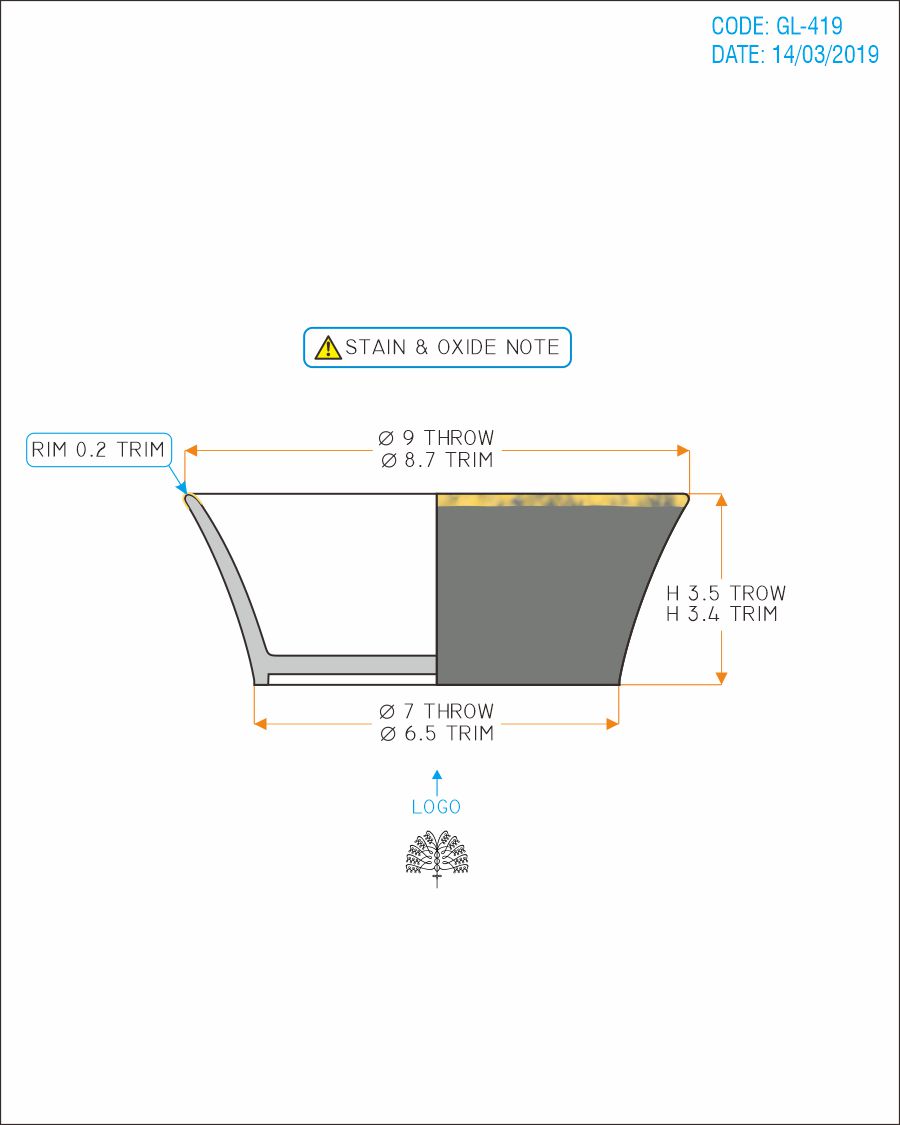 CODE: GL-419
DATE: 14/03/2019
STAIN & OXIDE NOTE
RIM 0.2 TRIM
Ø 9 THROW
Ø 8.7 TRIM
H 3.5 TROW
H 3.4 TRIM
Ø 7 THROW
Ø 6.5 TRIM
LOGO